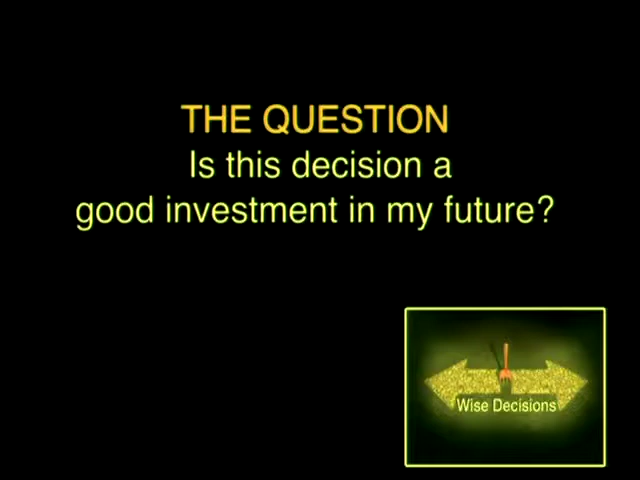 THE QUESTION
Is this decision a
good investment in my future?
Wise Decisions